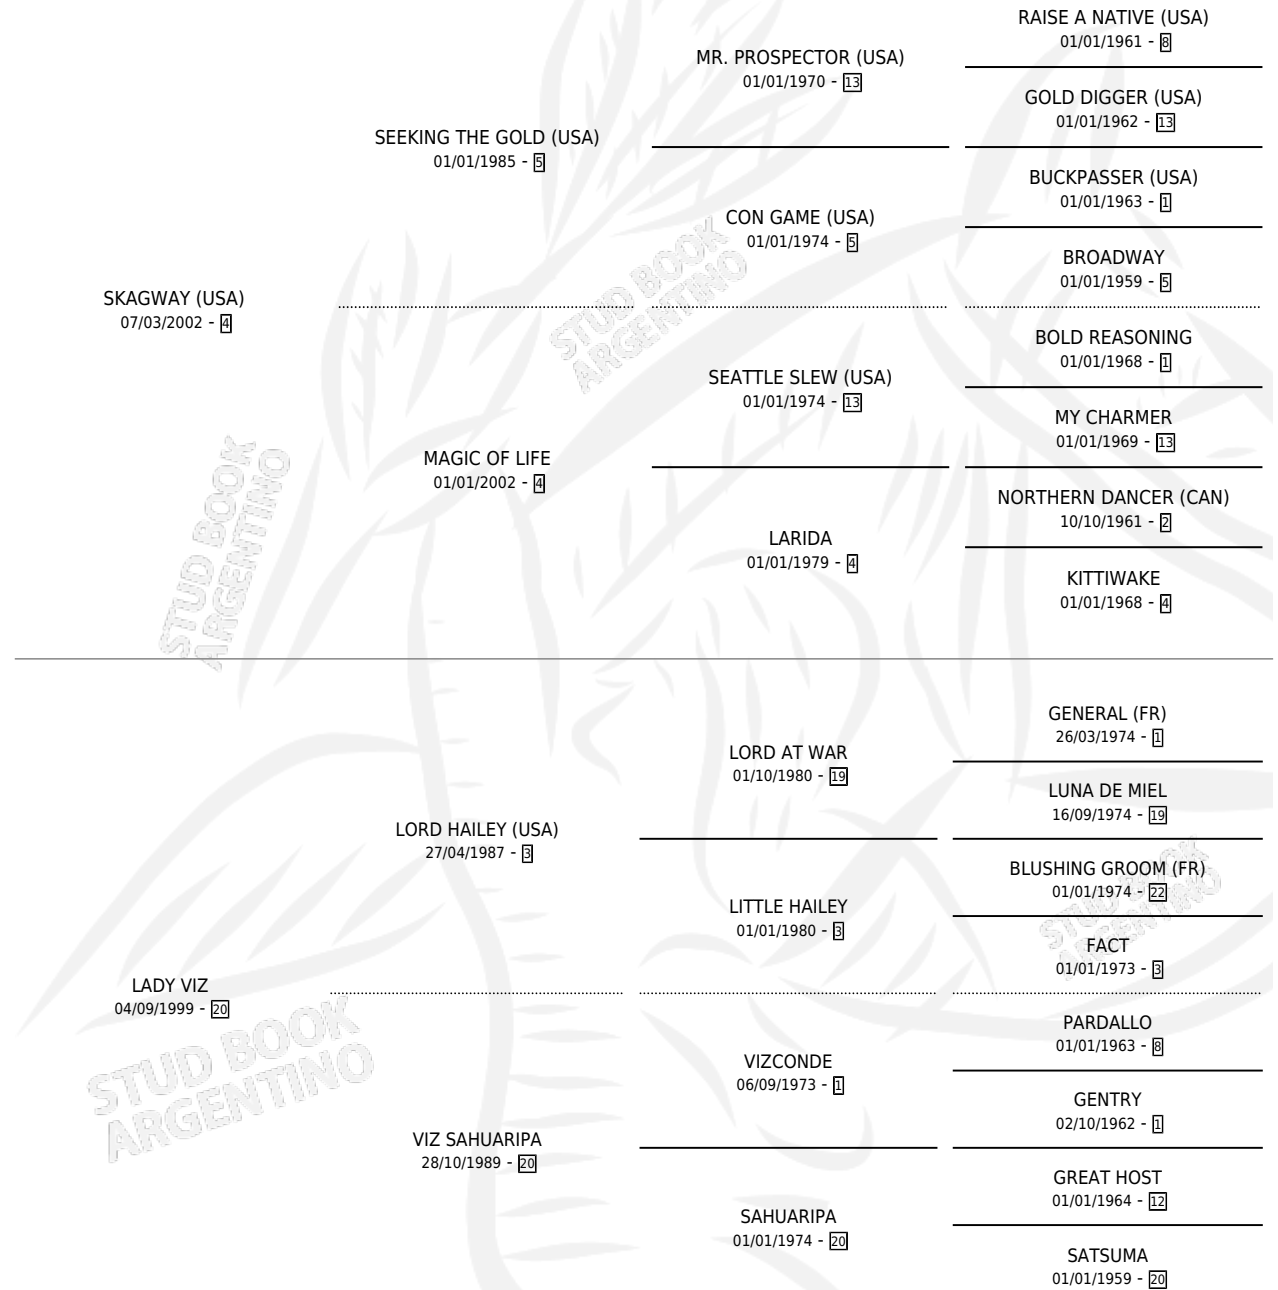 RAISE A NATIVE (USA)
01/01/1961 - 8
MR. PROSPECTOR (USA)
01/01/1970 - 13
GOLD DIGGER (USA)
01/01/1962 - 13
SEEKING THE GOLD (USA)
01/01/1985 - 5
BUCKPASSER (USA)
01/01/1963 - 1
CON GAME (USA)
01/01/1974 - 5
BROADWAY
01/01/1959 - 5
SKAGWAY (USA)
07/03/2002 - 4
BOLD REASONING
01/01/1968 - 1
SEATTLE SLEW (USA)
01/01/1974 - 13
MY CHARMER
01/01/1969 - 13
MAGIC OF LIFE
01/01/2002 - 4
NORTHERN DANCER (CAN)
10/10/1961 - 2
LARIDA
01/01/1979 - 4
KITTIWAKE
01/01/1968 - 4
GENERAL (FR)
26/03/1974 - 1
LORD AT WAR
01/10/1980 - 19
LUNA DE MIEL
16/09/1974 - 19
LORD HAILEY (USA)
27/04/1987 - 3
BLUSHING GROOM (FR)
01/01/1974 - 22
LITTLE HAILEY
01/01/1980 - 3
FACT
01/01/1973 - 3
LADY VIZ
04/09/1999 - 20
PARDALLO
01/01/1963 - 8
VIZCONDE
06/09/1973 - 1
GENTRY
02/10/1962 - 1
VIZ SAHUARIPA
28/10/1989 - 20
GREAT HOST
01/01/1964 - 12
SAHUARIPA
01/01/1974 - 20
SATSUMA
01/01/1959 - 20
STUD BOOK
ARGENTINO
STUD BOOK
ARGENTINO
STUD BOOK
ARGENTINO
STUD BOOK
ARGENTINO